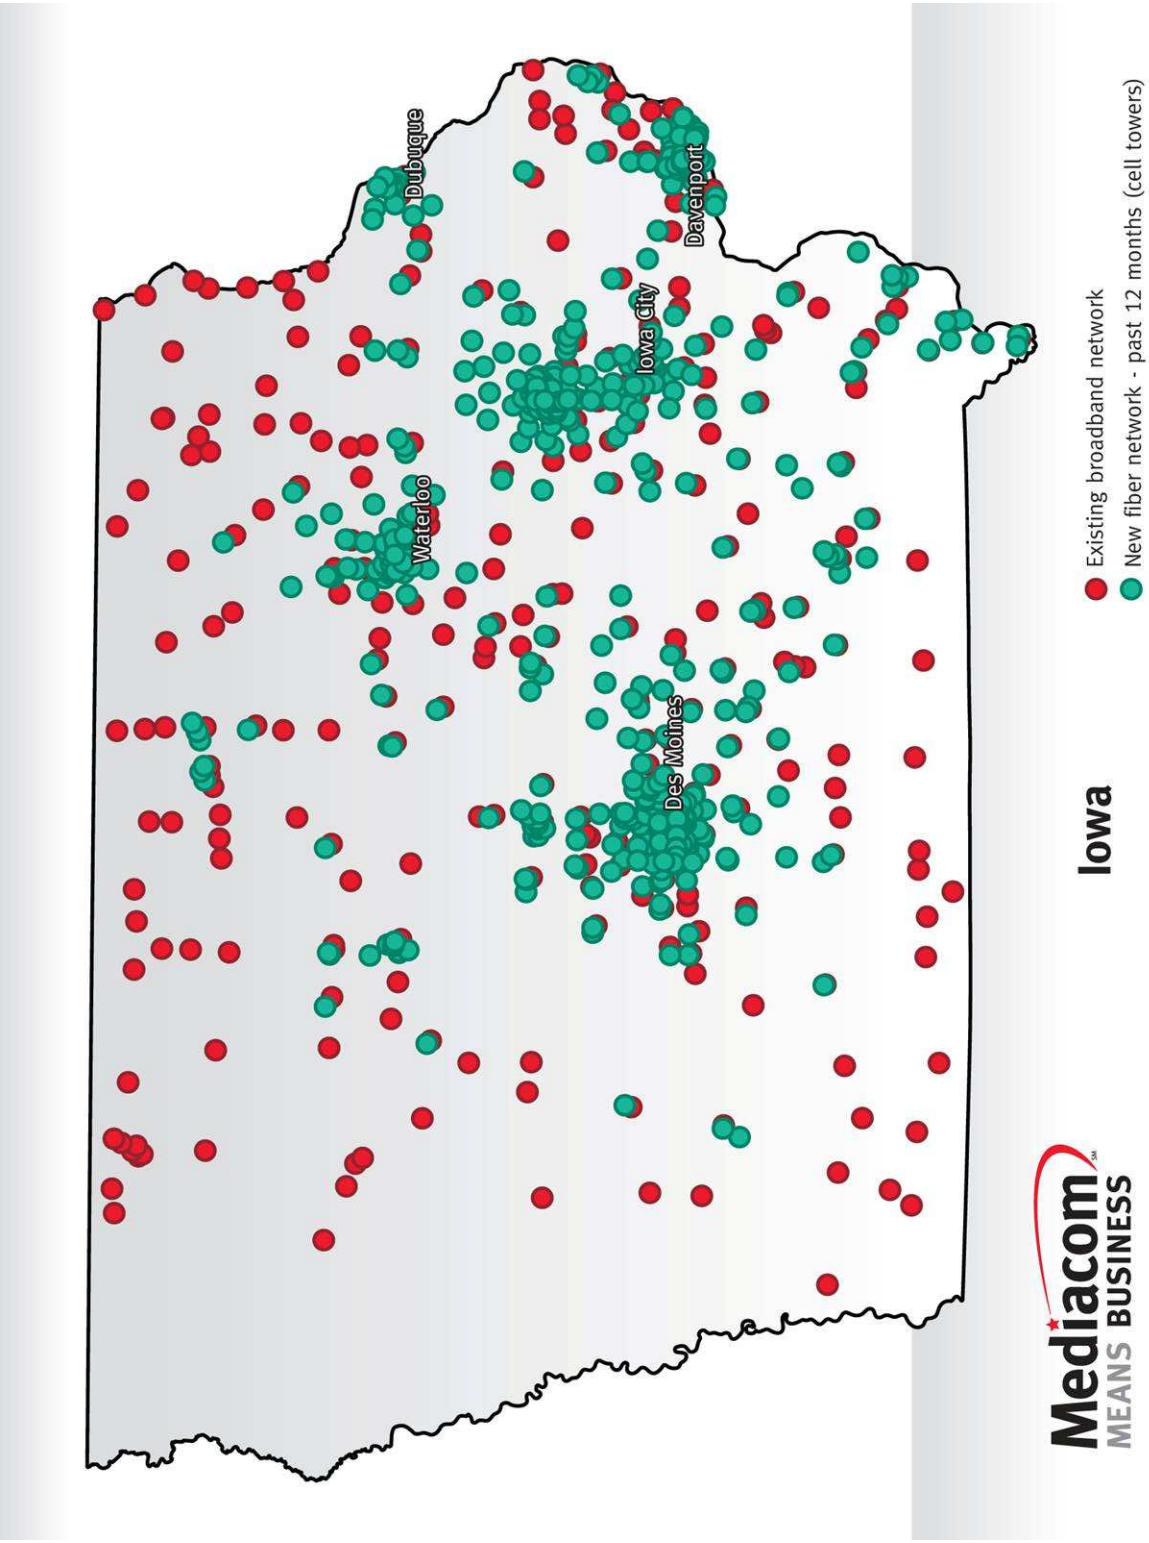 Dubuque
Waterloo
Davenport
Iowa City
Des Moines
Mediacom℠
MEANS BUSINESS
Iowa
Existing broadband network
New fiber network - past 12 months (cell towers)